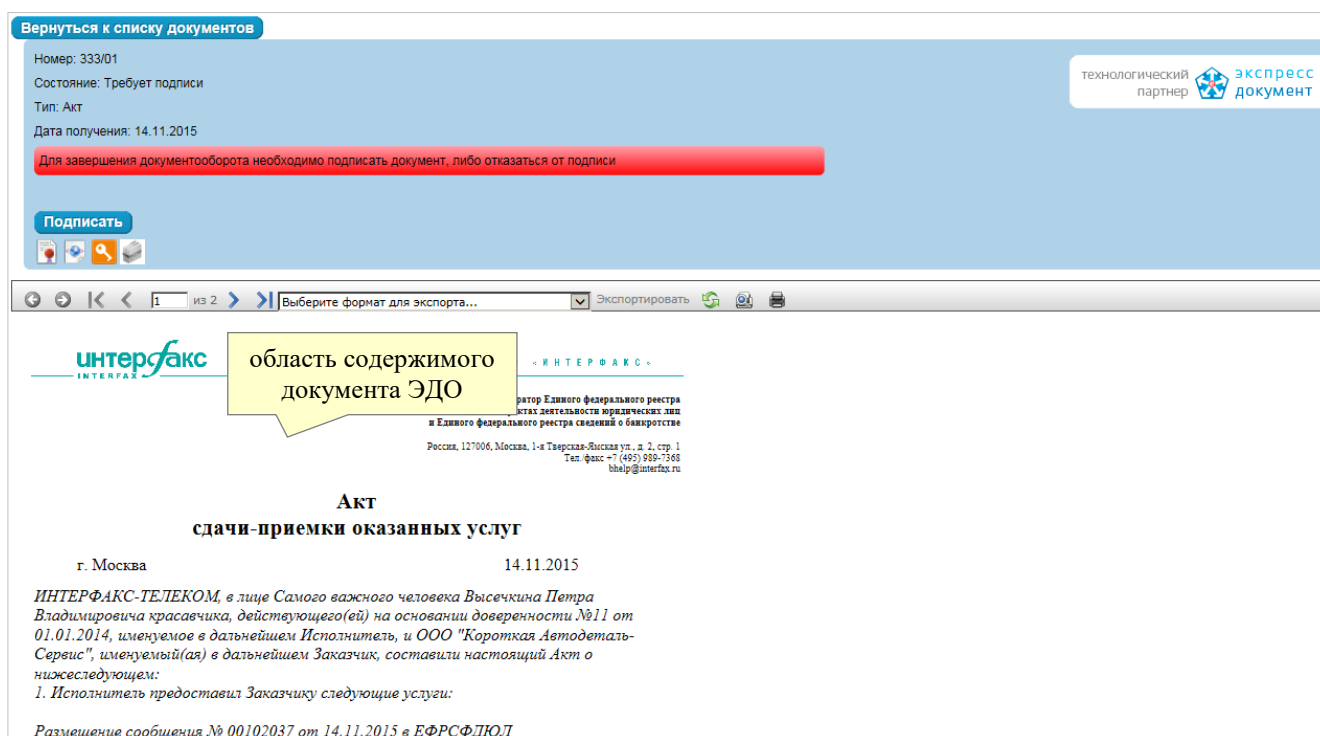 Вернуться к списку документов
Номер: 333/01
Состояние: Требует подписи
Тип: Акт
Дата получения: 14.11.2015
Для завершения документооборота необходимо подписать документ, либо отказаться от подписи
технологический партнер
экспресс документ
Подписать
1 из 2 Выберите формат для экспорта... Экспортировать
интерфакс
INTERFAX
область содержимого
документа ЭДО
«ИНТЕРФАКС»
Единого федерального реестра
деятельности юридических лиц
и Единого федерального реестра сведений о банкротстве
Россия, 127006, Москва, 1-я Тверская-Ямская ул., д. 2, стр. 1
Тел./факс +7 (495) 989-7368
bhelp@interfax.ru
Акт
сдачи-приемки оказанных услуг
г. Москва 14.11.2015
ИНТЕРФАКС-ТЕЛЕКОМ, в лице Самого важного человека Высечкина Петра
Владимировича красавчика, действующего(ей) на основании доверенности №11 от
01.01.2014, именуемое в дальнейшем Исполнитель, и ООО "Короткая Автодеталь-
Сервис", именуемый(ая) в дальнейшем Заказчик, составили настоящий Акт о
нижеследующем:
1. Исполнитель предоставил Заказчику следующие услуги:
Размещение сообщения № 00102037 от 14.11.2015 в ЕФРСФДЮЛ